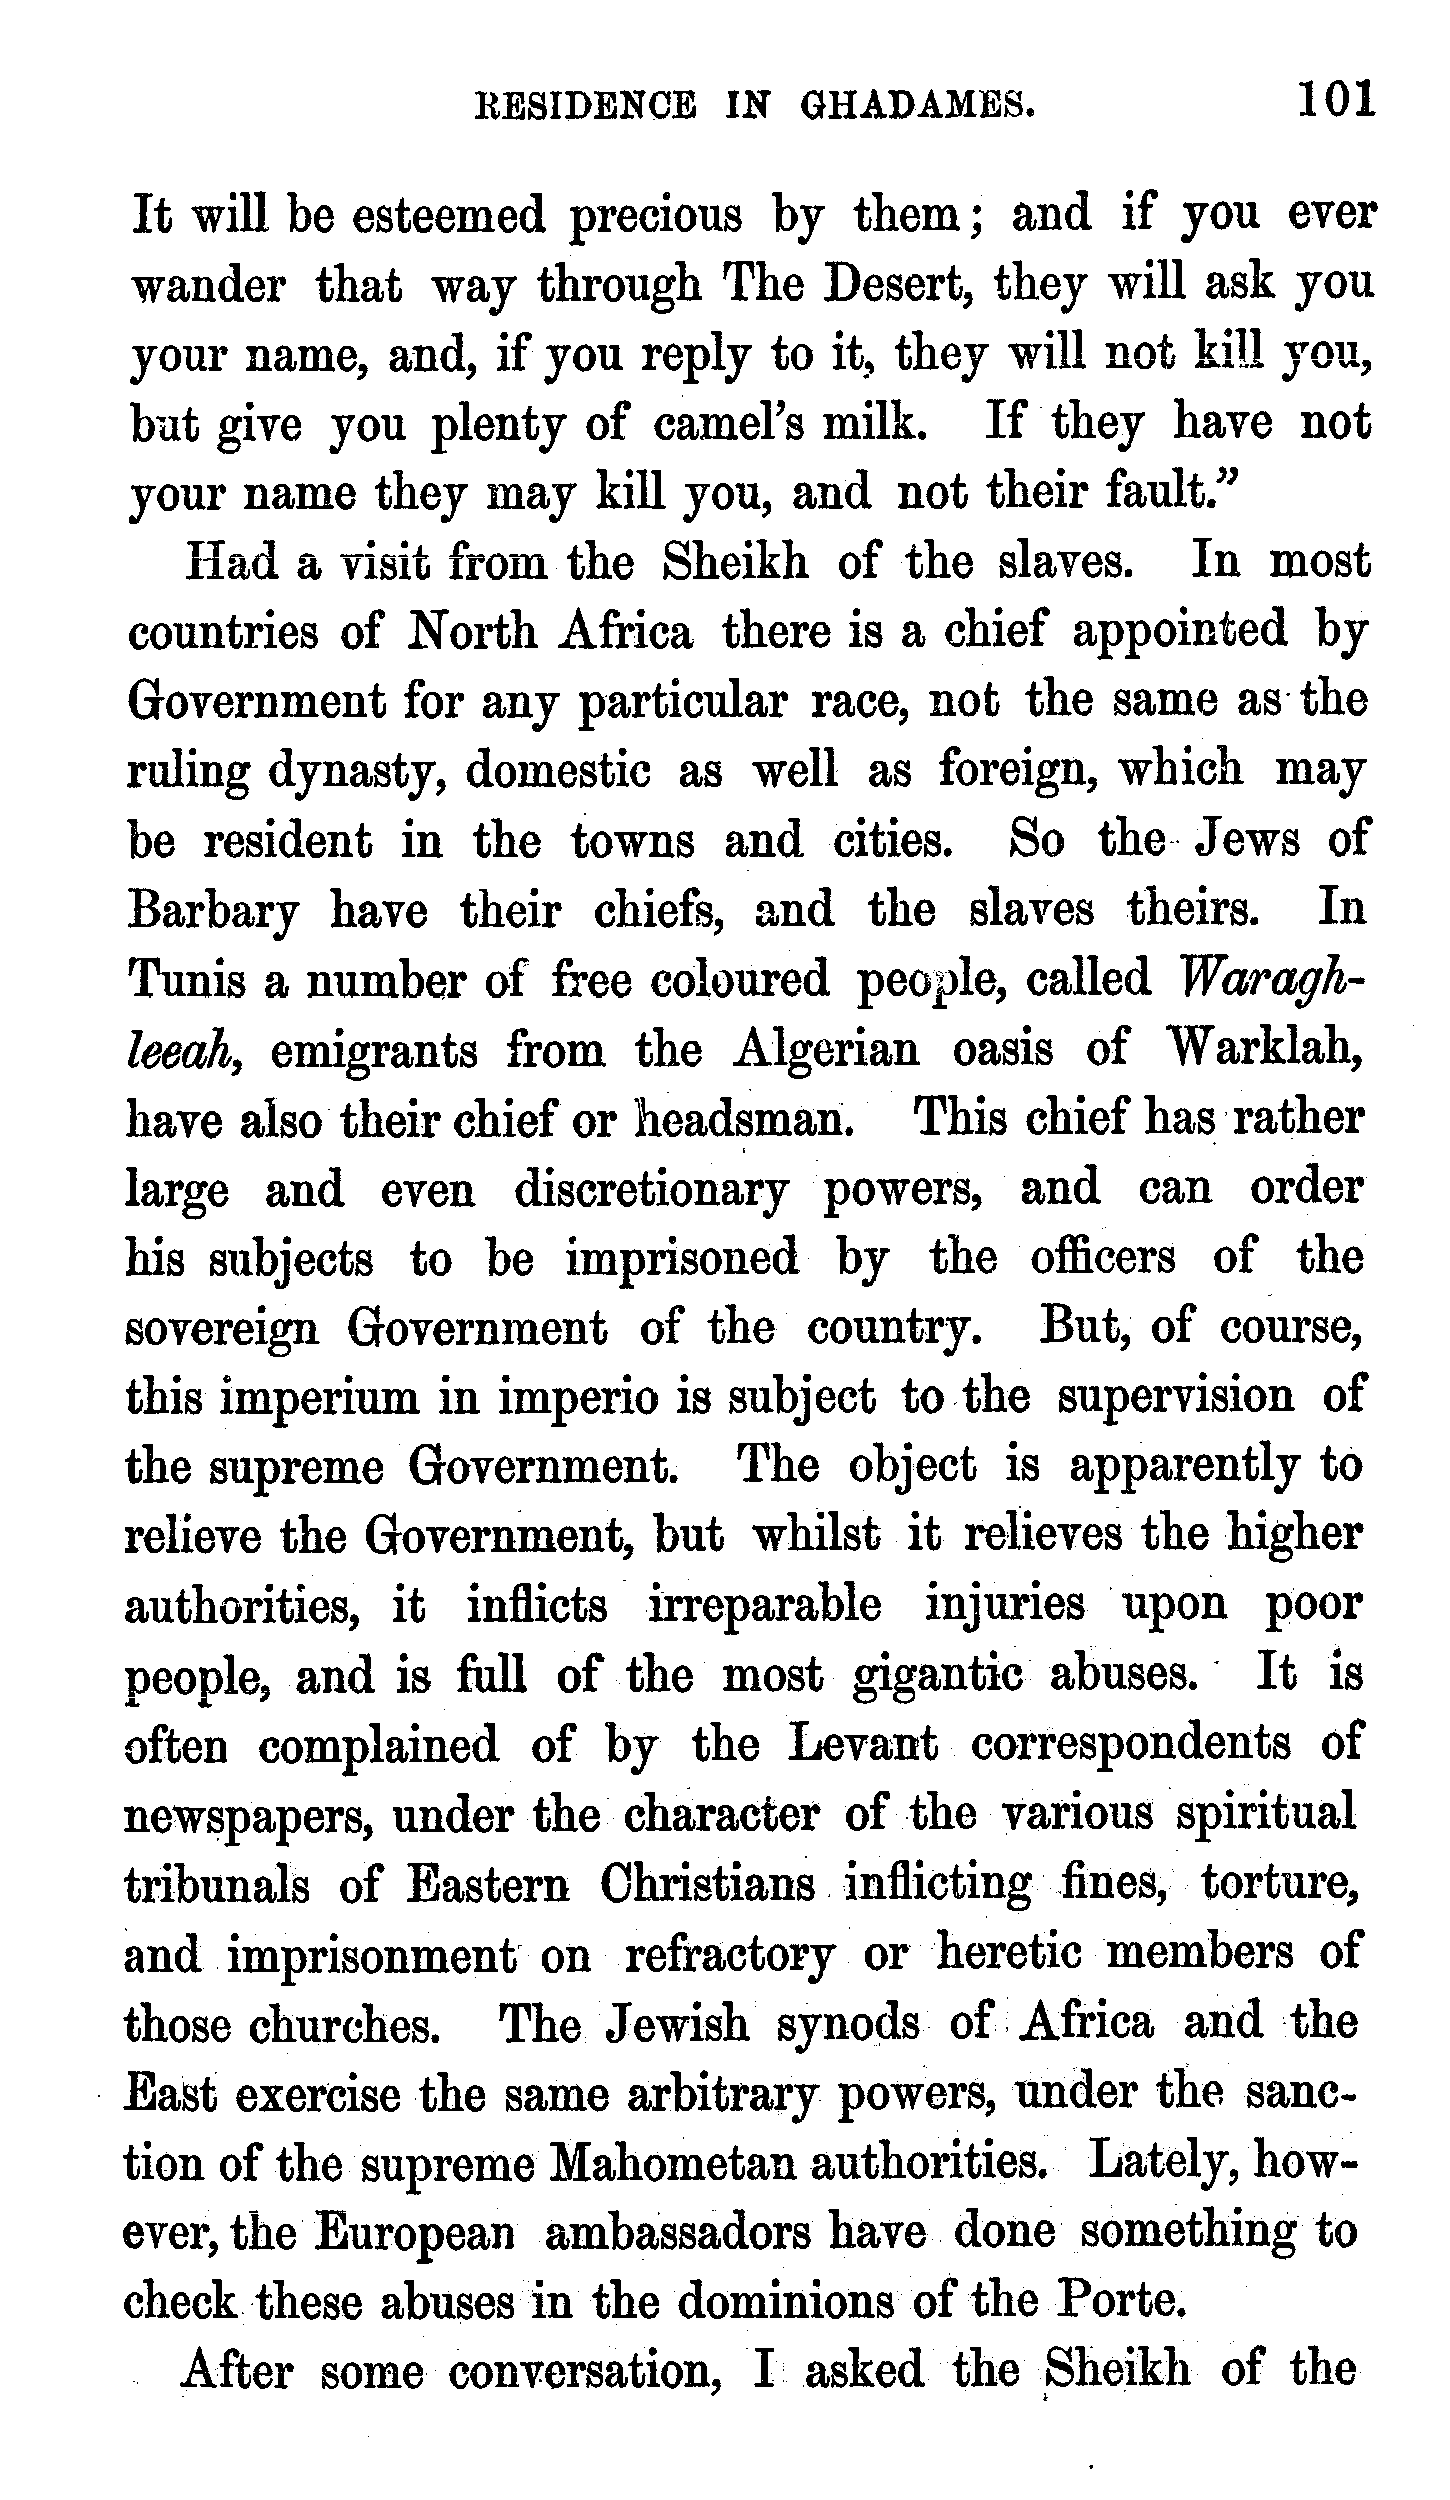 RESIDENCE IN GHADAMES. 101
It will be esteemed precious by them; and if you ever
wander that way through The Desert, they will ask you
your name, and, if you reply to it, they will not kill you,
but give you plenty of camel's milk. If they have not
your name they may kill you, and not their fault."
Had a visit from the Sheikh of the slaves. In most
countries of North Africa there is a chief appointed by
Government for any particular race, not the same as the
ruling dynasty, domestic as well as foreign, which may
be resident in the towns and cities. So the Jews of
Barbary have their chiefs, and the slaves theirs. In
Tunis a number of free coloured people, called Waragh-
leeah, emigrants from the Algerian oasis of Warklah,
have also their chief or headsman. This chief has rather
large and even discretionary powers, and can order
his subjects to be imprisoned by the officers of the
sovereign Government of the country. But, of course,
this imperium in imperio is subject to the supervision of
the supreme Government. The object is apparently to
relieve the Government, but whilst it relieves the higher
authorities, it inflicts irreparable injuries upon poor
people, and is full of the most gigantic abuses. It is
often complained of by the Levant correspondents of
newspapers, under the character of the various spiritual
tribunals of Eastern Christians inflicting fines, torture,
and imprisonment on refractory or heretic members of
those churches. The Jewish synods of Africa and the
East exercise the same arbitrary powers, under the sanc-
tion of the supreme Mahometan authorities. Lately, how-
ever, the European ambassadors have done something to
check these abuses in the dominions of the Porte.
After some conversation, I asked the Sheikh of the